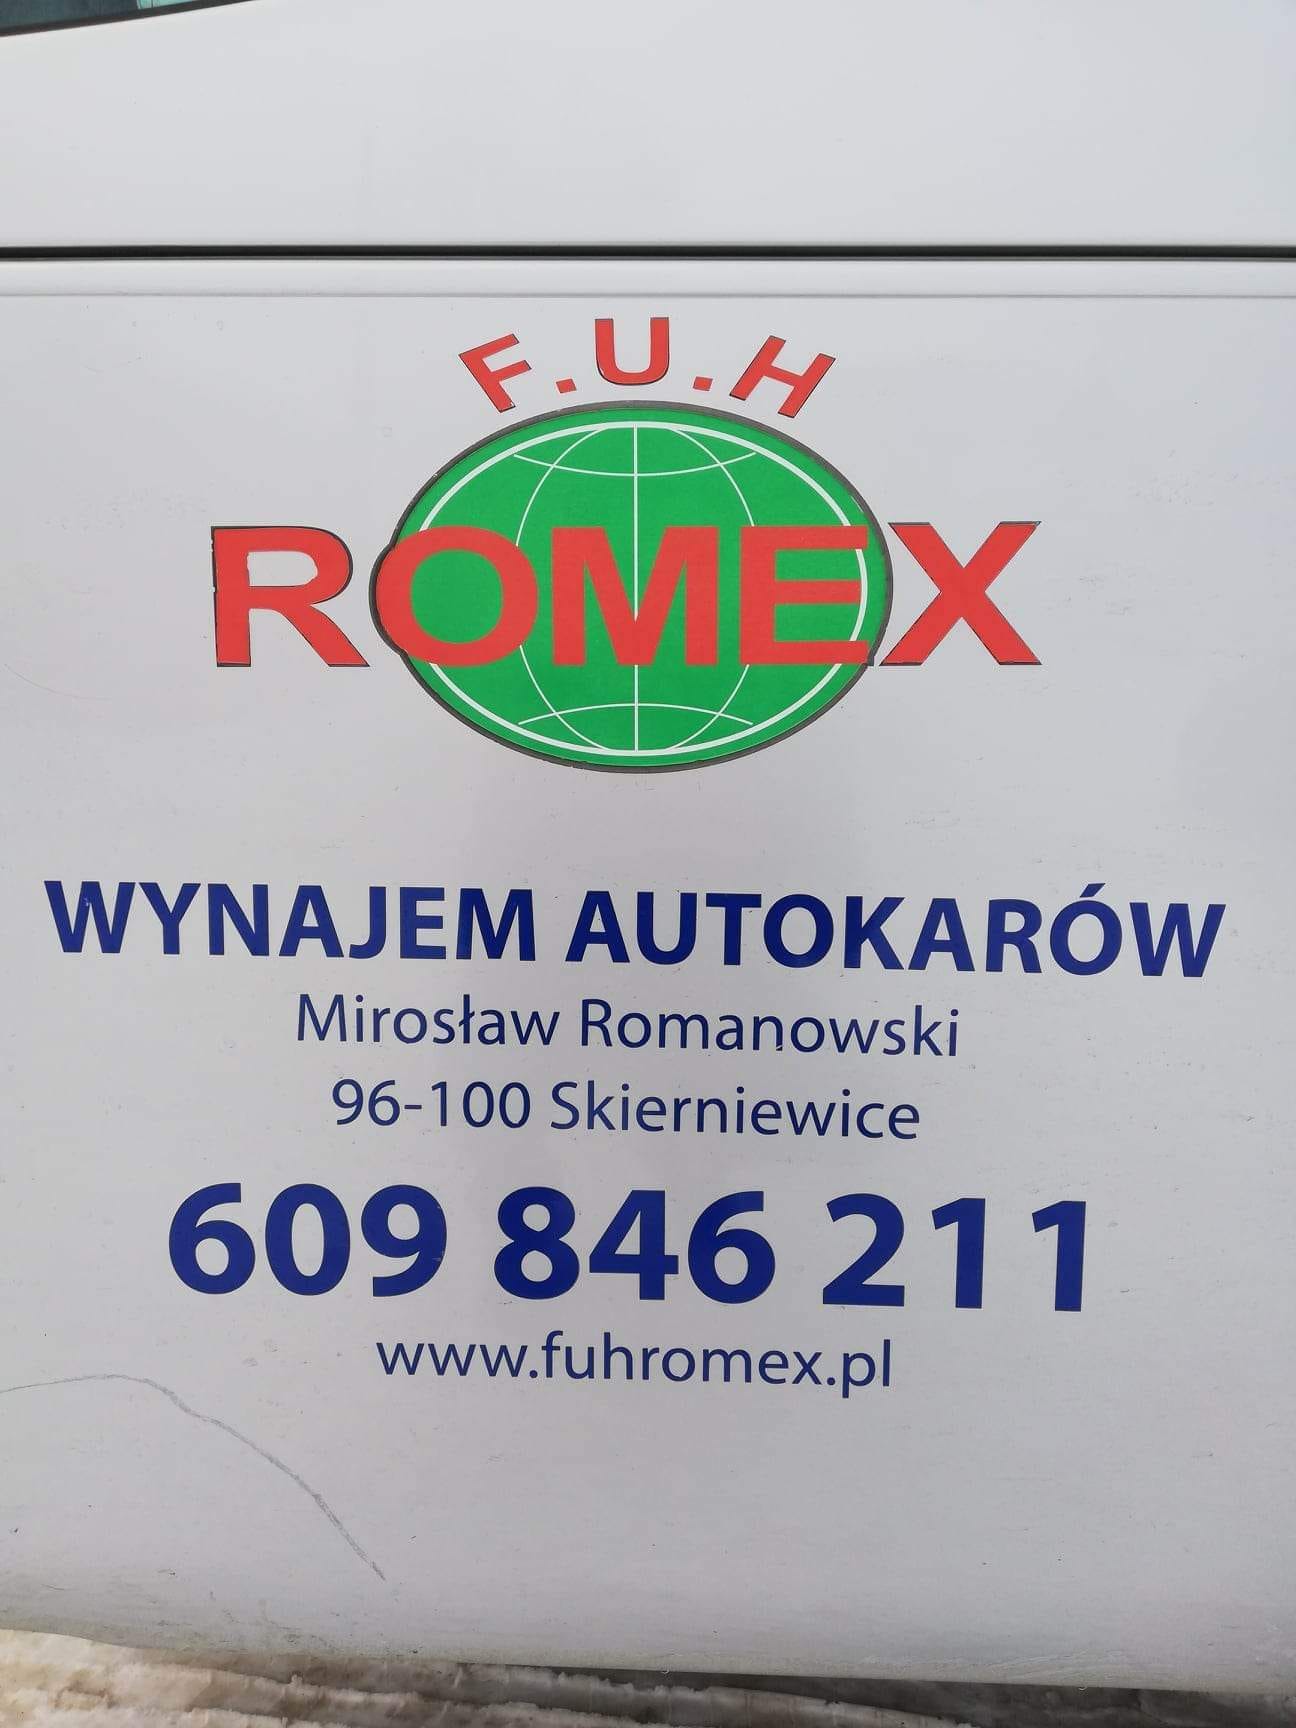 F.U.H
ROMEX
WYNAJEM AUTOKARÓW
Mirosław Romanowski
96-100 Skierniewice
609 846 211
www.fuhromex.pl